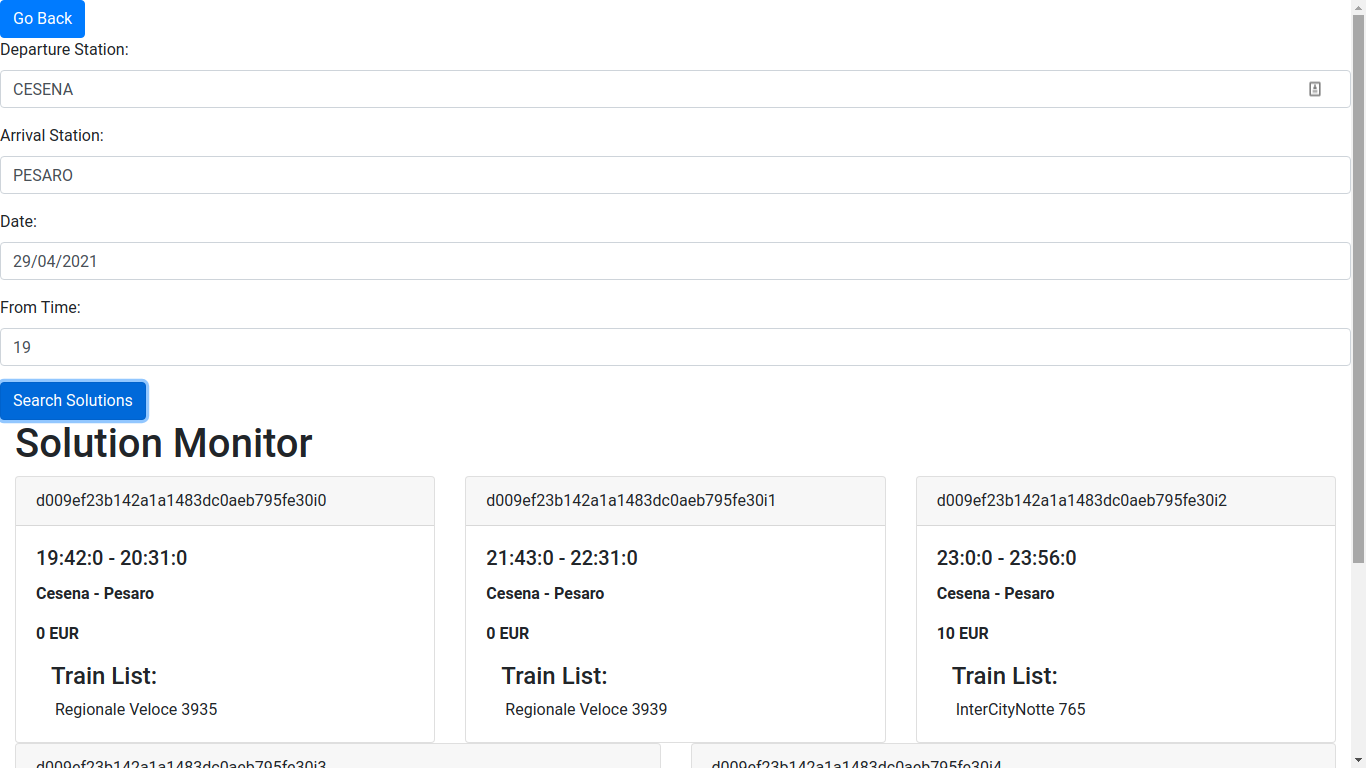 Go Back
Departure Station:
CESENA
Arrival Station:
PESARO
Date:
29/04/2021
From Time:
19
Search Solutions
Solution Monitor
d009ef23b142a1a1483dc0aeb795fe30i0
19:42:0 - 20:31:0
Cesena - Pesaro
0 EUR
Train List:
Regionale Veloce 3935
d009ef23b142a1a1483dc0aeb795fe30i1
21:43:0 - 22:31:0
Cesena - Pesaro
0 EUR
Train List:
Regionale Veloce 3939
d009ef23b142a1a1483dc0aeb795fe30i2
23:0:0 - 23:56:0
Cesena - Pesaro
10 EUR
Train List:
InterCityNotte 765
d009ef23b142a1a1483dc0aeb795fe30i3
d009ef23b142a1a1483dc0aeb795fe30i4